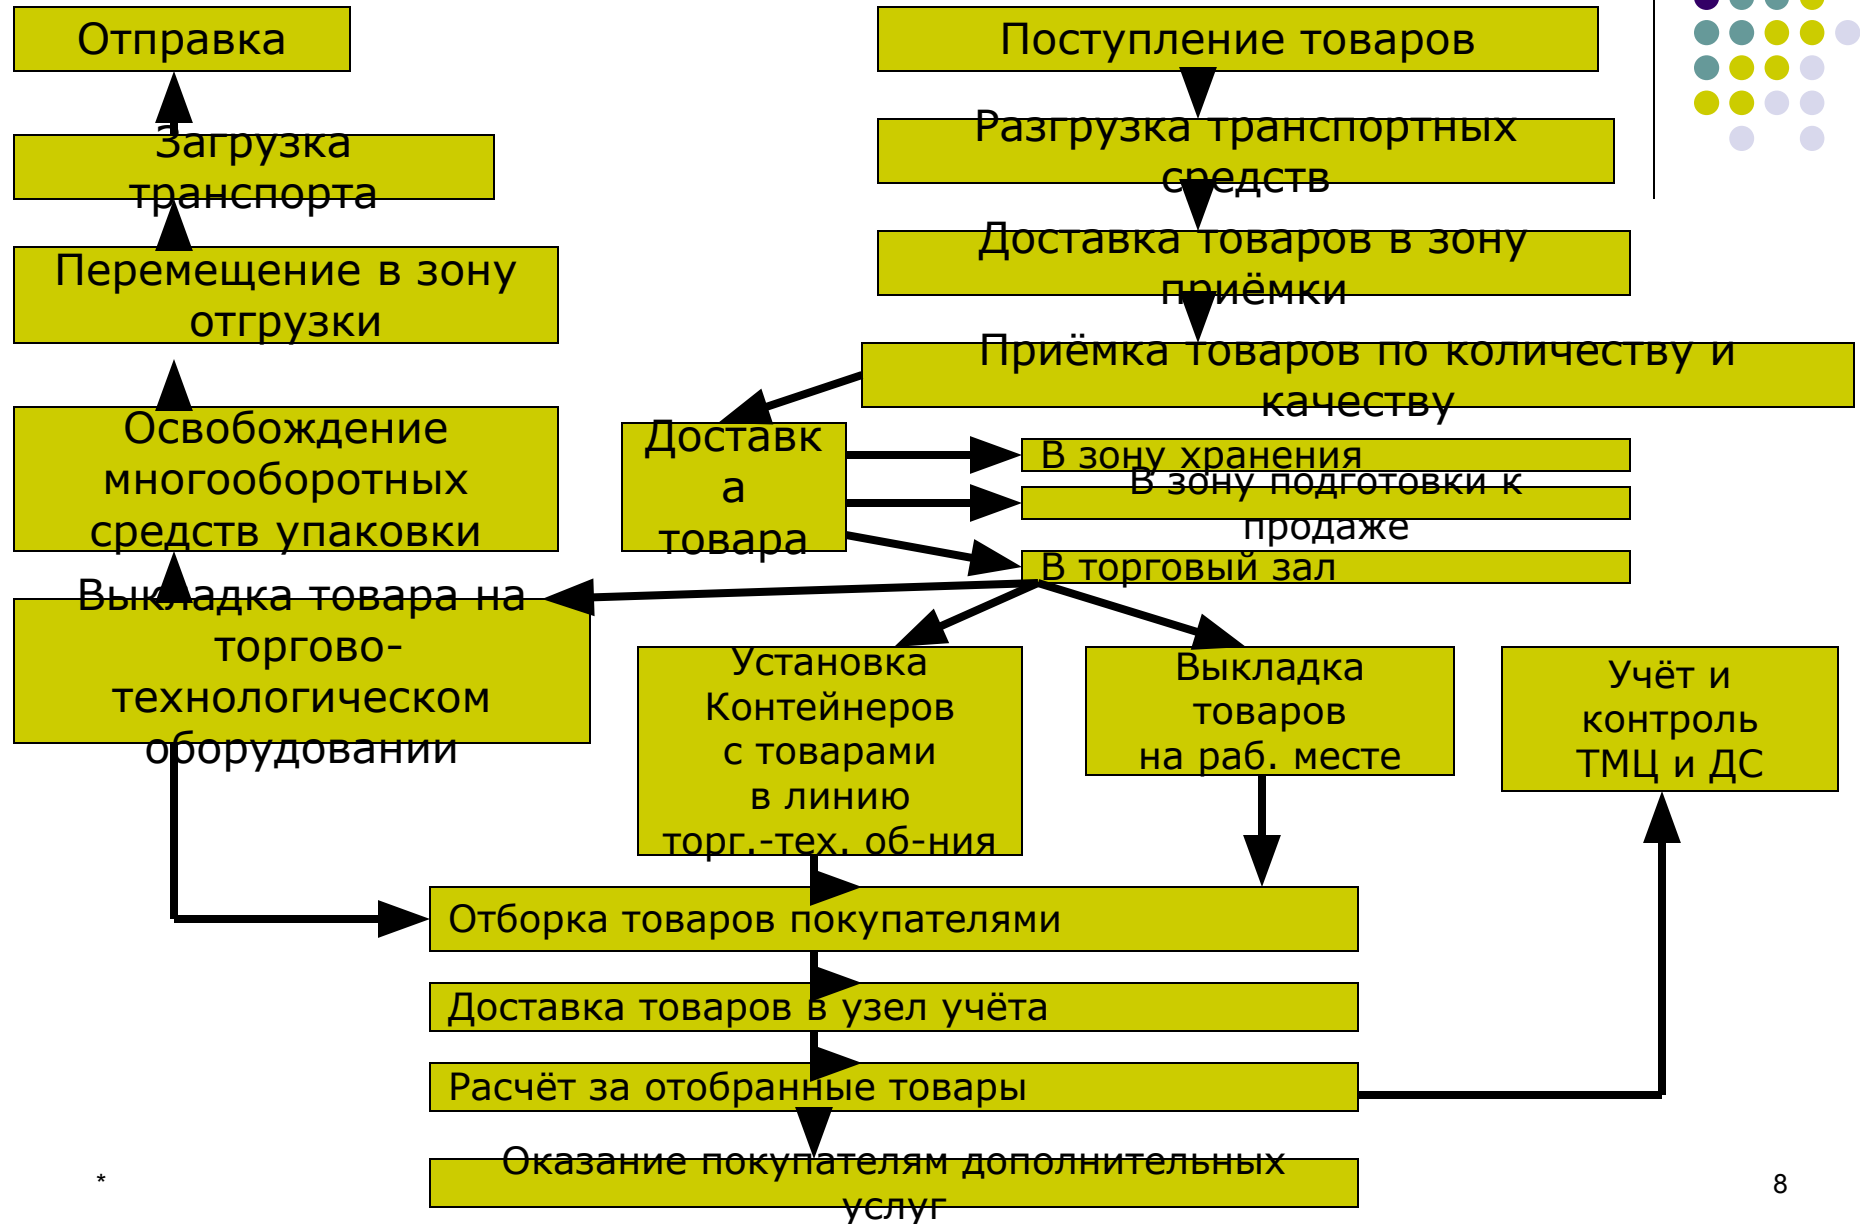 Отправка
Загрузка
транспорта
Перемещение в зону
отгрузки
Освобождение
многооборотных
средств упаковки
Выкладка товара на
торгово-
технологическом
оборудовании
Поступление товаров
Разгрузка транспортных
средств
Доставка товаров в зону
приёмки
Приёмка товаров по количеству и
качеству
Доставк
а
товара
В зону хранения
В зону подготовки к
продаже
В торговый зал
Установка
Контейнеров
с товарами
в линию
торг.-тех. об-ния
Выкладка
товаров
на раб. месте
Учёт и
контроль
ТМЦ и ДС
Отборка товаров покупателями
Доставка товаров в узел учёта
Расчёт за отобранные товары
Оказание покупателям дополнительных
услуг
*
8